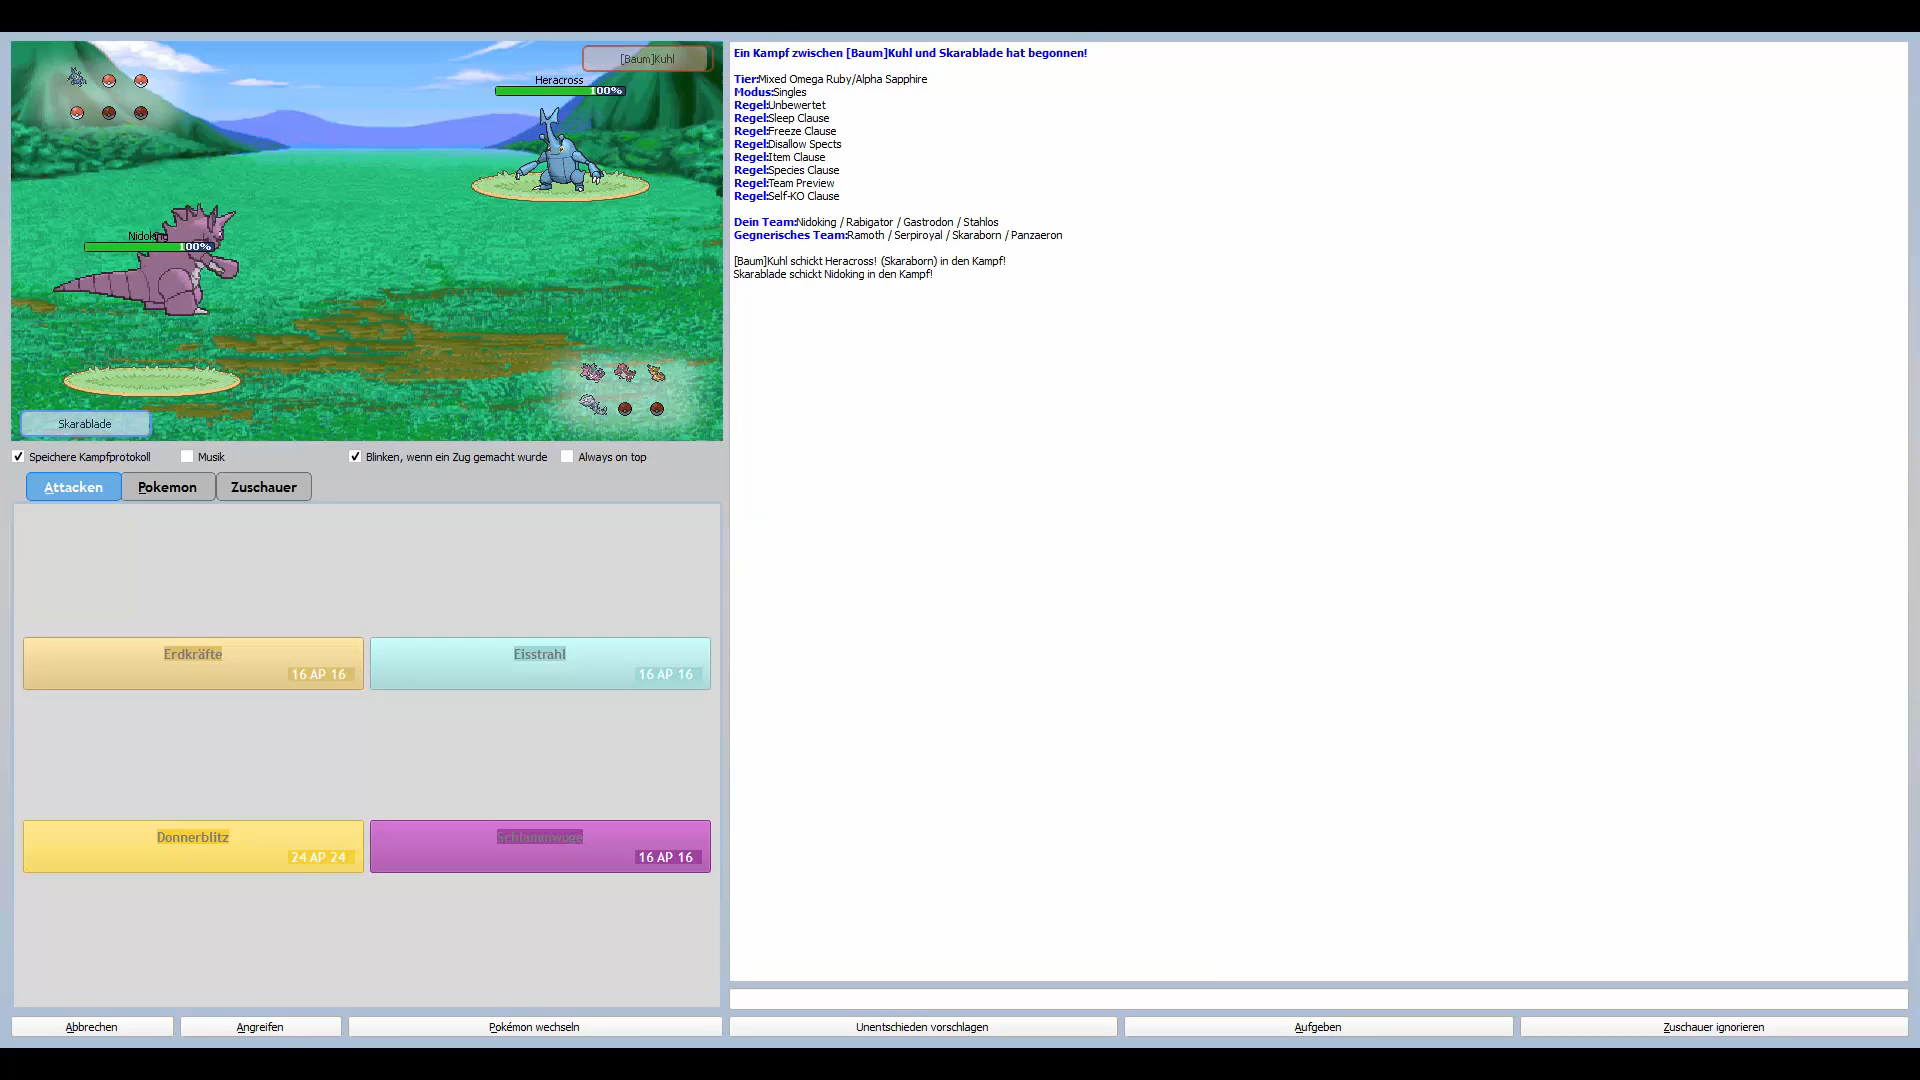 [Baum]Kuhl
Heracross
100%
Nidoking
100%
Skarablade
Speichere Kampfprotokoll
Musik
Blinken, wenn ein Zug gemacht wurde
Always on top
Attacken
Pokemon
Zuschauer
Erdkräfte
16 AP 16
Eisstrahl
16 AP 16
Donnerblitz
24 AP 24
Schlammwoge
16 AP 16
Abbrechen
Angreifen
Pokémon wechseln
Ein Kampf zwischen [Baum]Kuhl und Skarablade hat begonnen!
Tier:Mixed Omega Ruby/Alpha Sapphire
Modus:Singles
Regel:Unbewertet
Regel:Sleep Clause
Regel:Freeze Clause
Regel:Disallow Spects
Regel:Item Clause
Regel:Species Clause
Regel:Team Preview
Regel:Self-KO Clause
Dein Team:Nidoking / Rabigator / Gastrodon / Stahlos
Gegnerisches Team:Ramoth / Serpiroyal / Skaraborn / Panzaeron
[Baum]Kuhl schickt Heracross! (Skaraborn) in den Kampf!
Skarablade schickt Nidoking in den Kampf!
Unentschieden vorschlagen
Aufgeben
Zuschauer ignorieren